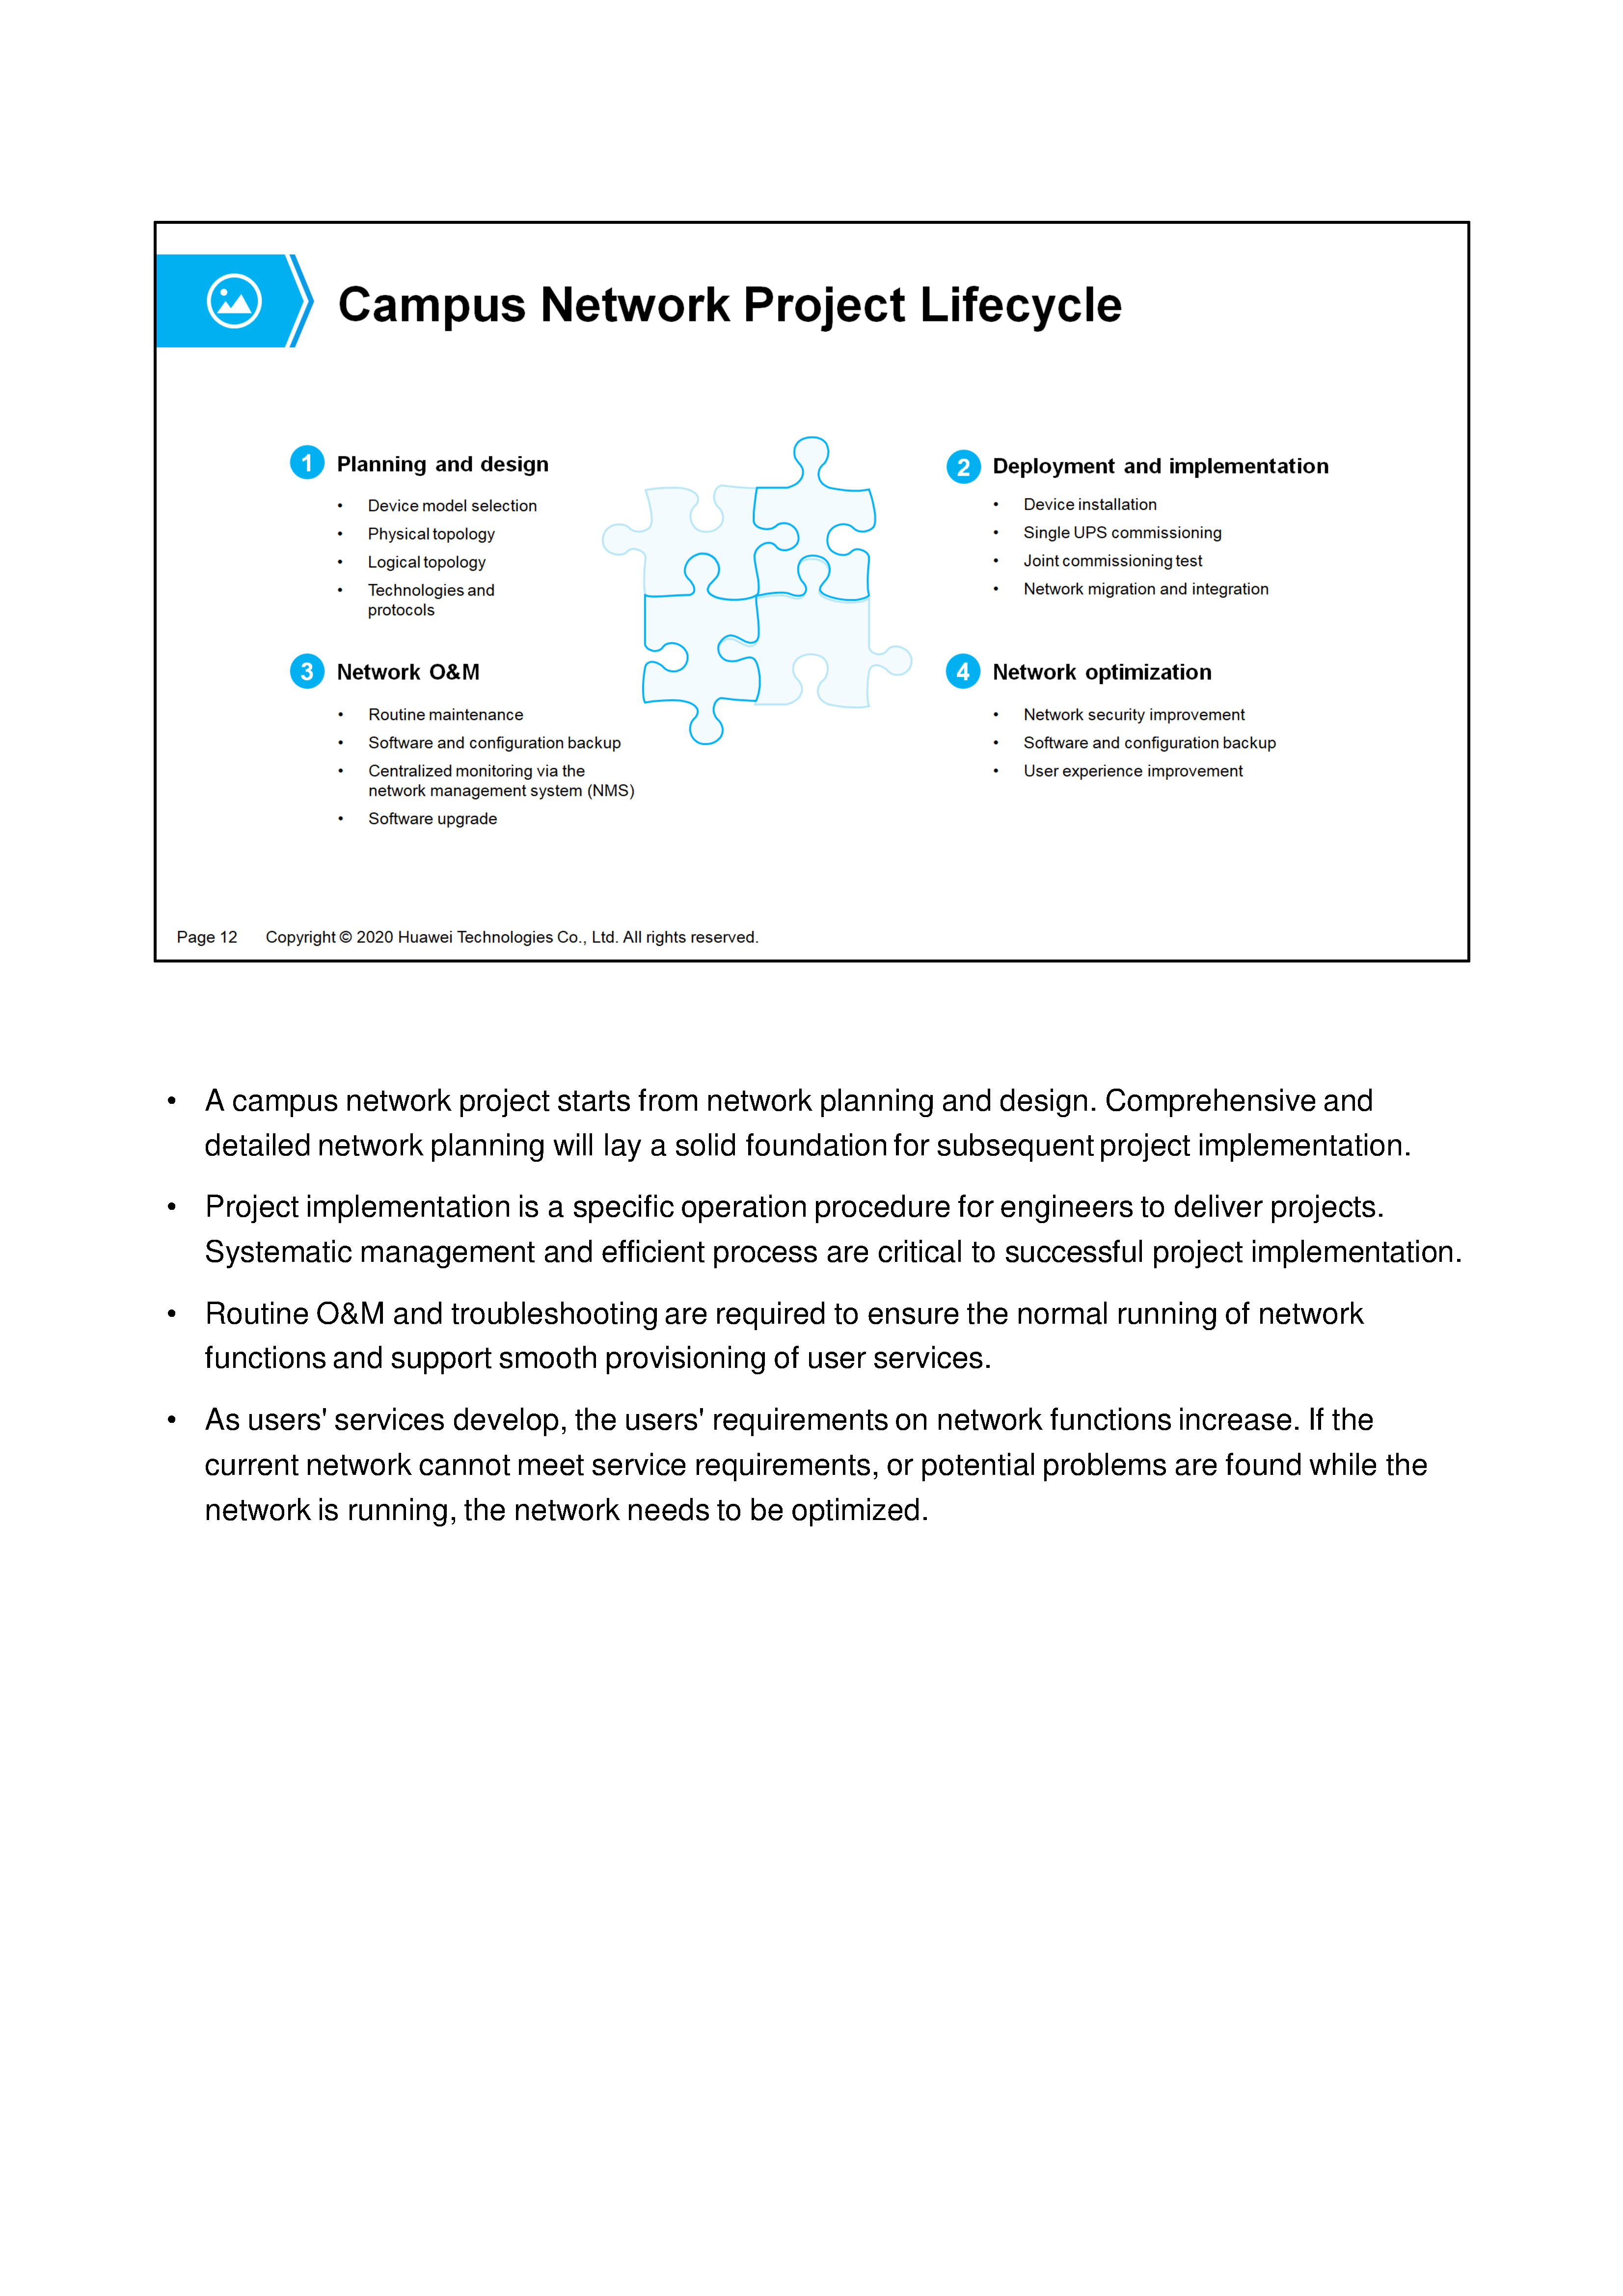 Campus Network Project Lifecycle
1 Planning and design
• Device model selection
• Physical topology
• Logical topology
• Technologies and
protocols
2 Deployment and implementation
• Device installation
• Single UPS commissioning
• Joint commissioning test
• Network migration and integration
3 Network O&M
• Routine maintenance
• Software and configuration backup
• Centralized monitoring via the
network management system (NMS)
• Software upgrade
4 Network optimization
• Network security improvement
• Software and configuration backup
• User experience improvement
Page 12 Copyright © 2020 Huawei Technologies Co., Ltd. All rights reserved.
• A campus network project starts from network planning and design. Comprehensive and
detailed network planning will lay a solid foundation for subsequent project implementation.
• Project implementation is a specific operation procedure for engineers to deliver projects.
Systematic management and efficient process are critical to successful project implementation.
• Routine O&M and troubleshooting are required to ensure the normal running of network
functions and support smooth provisioning of user services.
• As users' services develop, the users' requirements on network functions increase. If the
current network cannot meet service requirements, or potential problems are found while the
network is running, the network needs to be optimized.